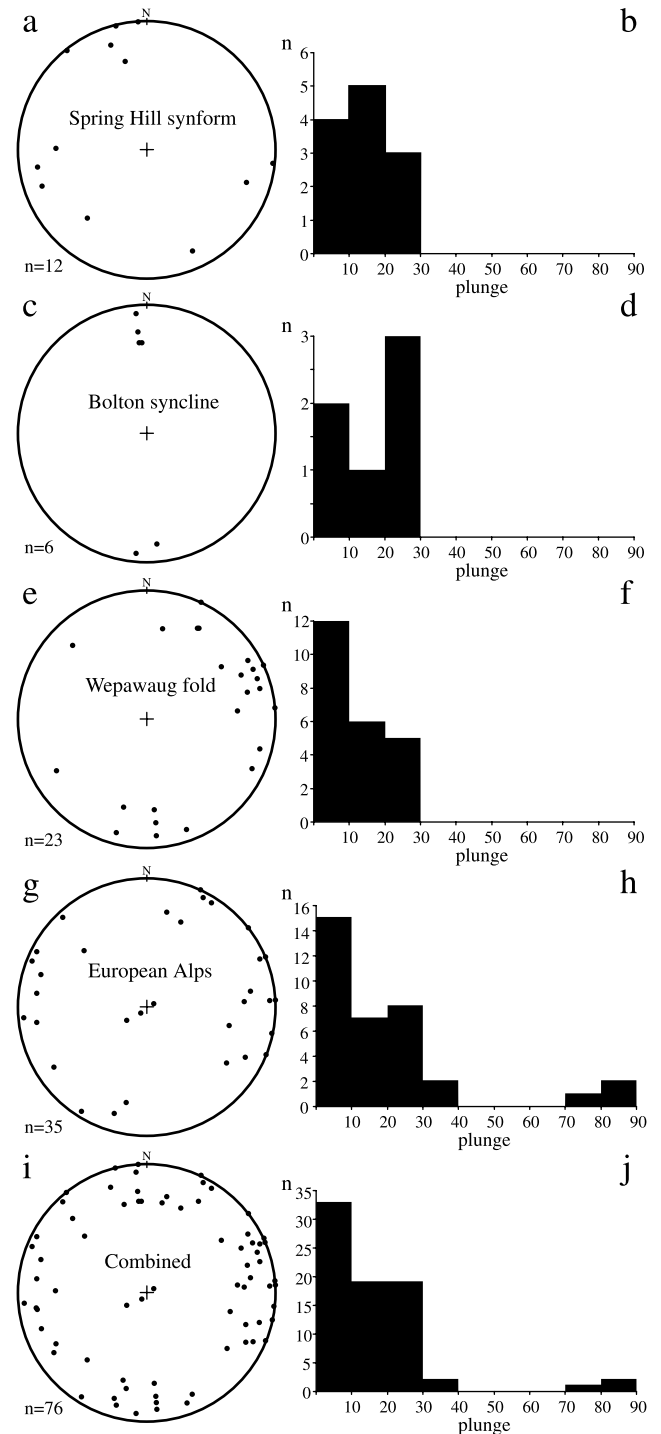 a
N
Spring Hill synform
n=12
b
n
6
5
4
3
2
1
0
10 20 30 40 50 60 70 80 90
plunge
c
N
Bolton syncline
n=6
d
n
3
2
1
0
10 20 30 40 50 60 70 80 90
plunge
e
N
Wepawaug fold
n=23
f
n
12
10
8
6
4
2
0
10 20 30 40 50 60 70 80 90
plunge
g
N
European Alps
n=35
h
n
16
14
12
10
8
6
4
2
0
10 20 30 40 50 60 70 80 90
plunge
i
N
Combined
n=76
j
n
35
30
25
20
15
10
5
0
10 20 30 40 50 60 70 80 90
plunge